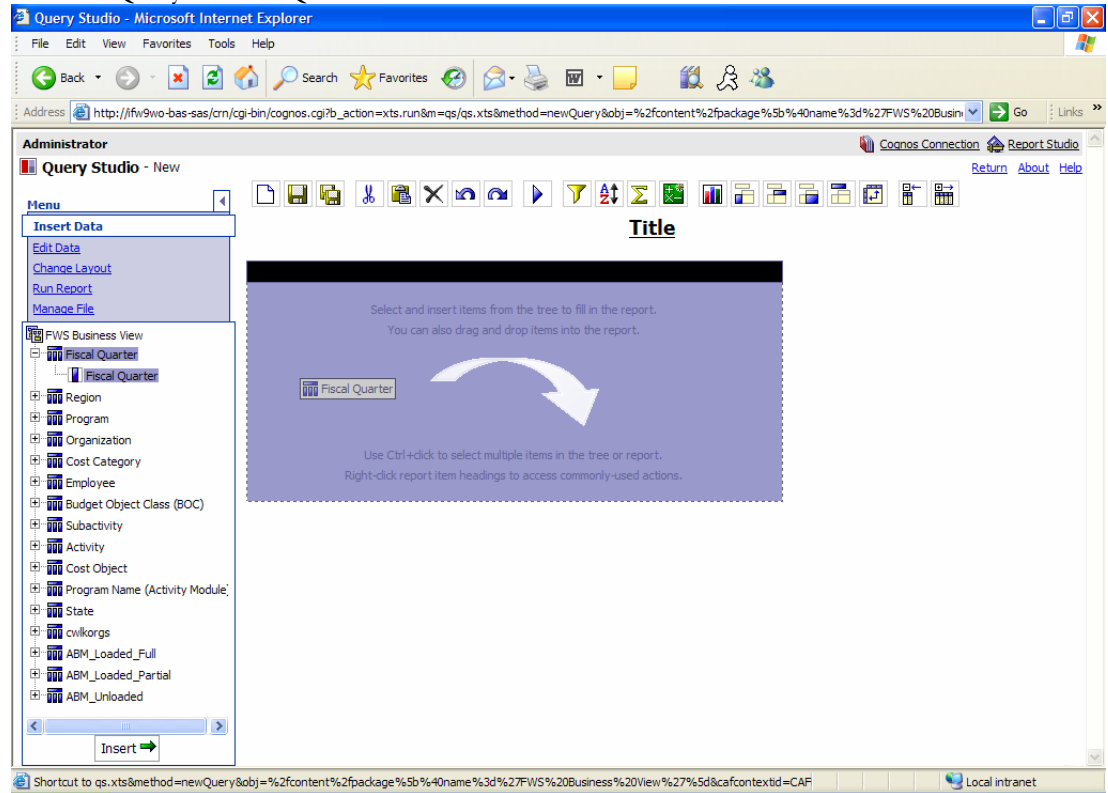 Query Studio - Microsoft Internet Explorer
File Edit View Favorites Tools Help
Back Search Favorites
Address http://ifw9wo-bas-sas/crn/cgi-bin/cognos.cgi?b_action=xts.run&m=qs/qs.xts&method=newQuery&obj=%2fcontent%2fpackage%5b%40name%3d%27FWS%20Busin Go Links »
Administrator Cognos Connection Report Studio
Query Studio - New Return About Help
Menu
Insert Data
Edit Data
Change Layout
Run Report
Manage File
Title
Select and insert items from the tree to fill in the report.
You can also drag and drop items into the report.
Fiscal Quarter
Use Ctrl+click to select multiple items in the tree or report.
Right-click report item headings to access commonly-used actions.
FWS Business View
Fiscal Quarter
Fiscal Quarter
Region
Program
Organization
Cost Category
Employee
Budget Object Class (BOC)
Subactivity
Activity
Cost Object
Program Name (Activity Module)
State
cwlkorgs
ABM_Loaded_Full
ABM_Loaded_Partial
ABM_Unloaded
Insert
Shortcut to qs.xts&method=newQuery&obj=%2fcontent%2fpackage%5b%40name%3d%27FWS%20Business%20View%27%5d&cafcontextid=CAF Local intranet